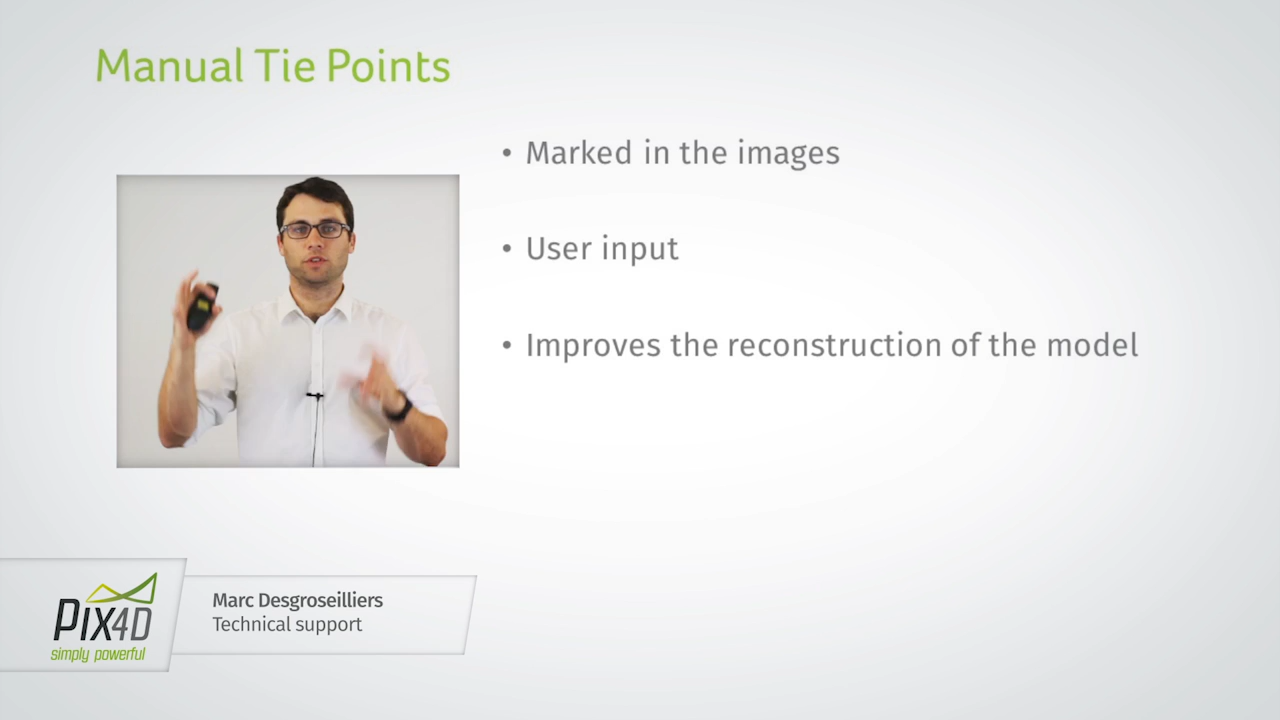 Manual Tie Points
• Marked in the images
• User input
• Improves the reconstruction of the model
PIX4D
simply powerful
Marc Desgroseilliers
Technical support